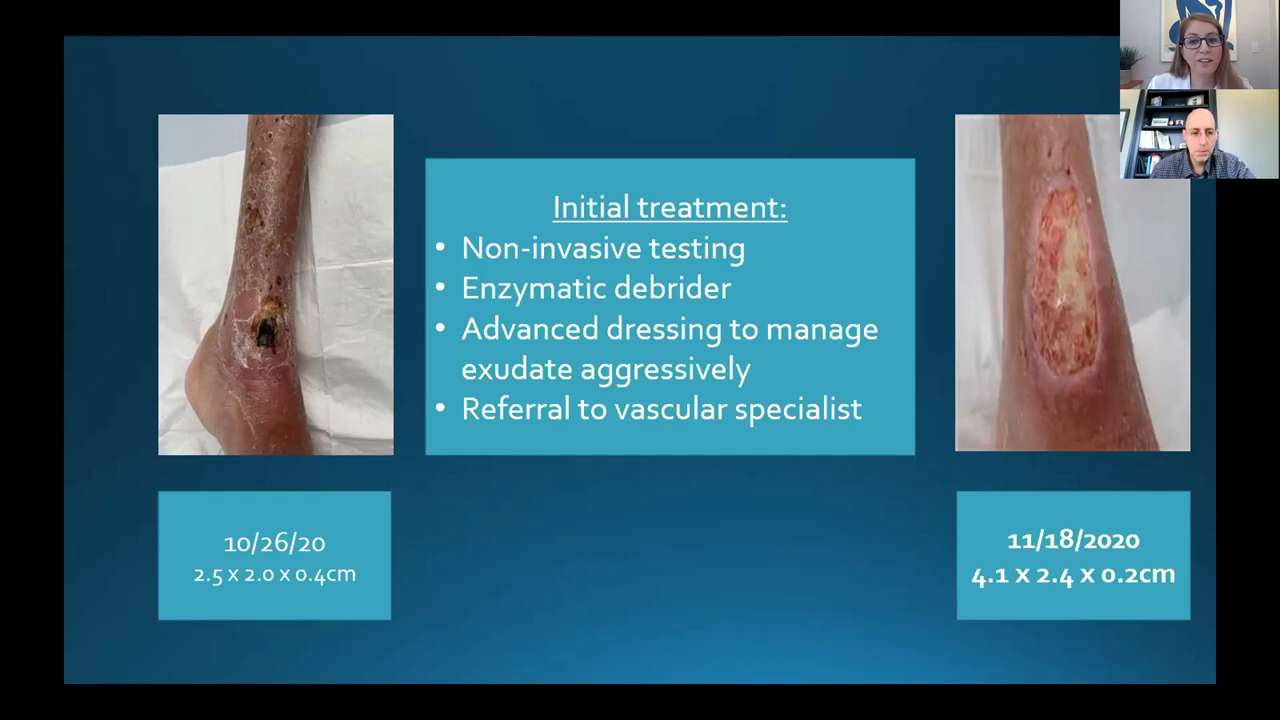 Initial treatment:
• Non-invasive testing
• Enzymatic debrider
• Advanced dressing to manage
exudate aggressively
• Referral to vascular specialist
10/26/20
2.5 x 2.0 x 0.4cm
11/18/2020
4.1 x 2.4 x 0.2cm